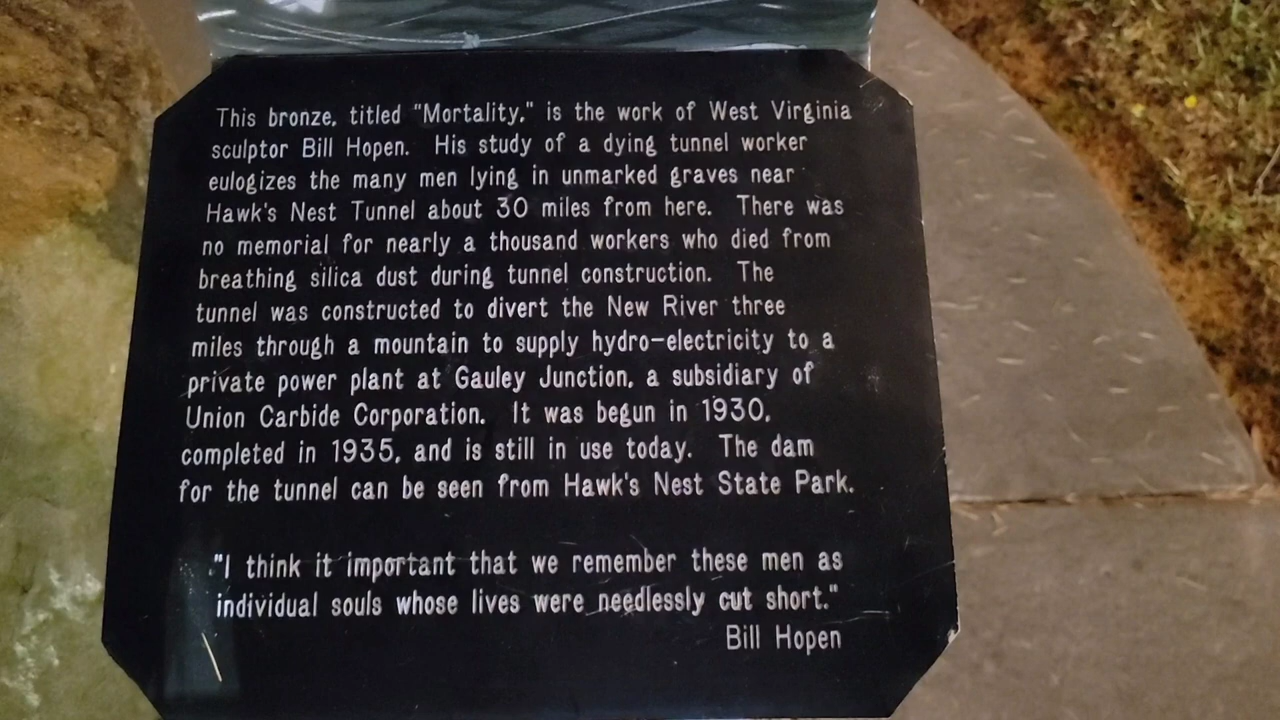 This bronze, titled "Mortality," is the work of West Virginia
sculptor Bill Hopen. His study of a dying tunnel worker
eulogizes the many men lying in unmarked graves near
Hawk's Nest Tunnel about 30 miles from here. There was
no memorial for nearly a thousand workers who died from
breathing silica dust during tunnel construction. The
tunnel was constructed to divert the New River three
miles through a mountain to supply hydro-electricity to a
private power plant at Gauley Junction, a subsidiary of
Union Carbide Corporation. It was begun in 1930,
completed in 1935, and is still in use today. The dam
for the tunnel can be seen from Hawk's Nest State Park.
"I think it important that we remember these men as
individual souls whose lives were needlessly cut short."
Bill Hopen